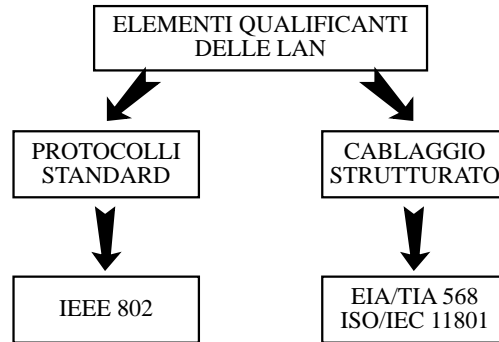 ELEMENTI QUALIFICANTI
DELLE LAN
PROTOCOLLI
STANDARD
CABLAGGIO
STRUTTURATO
IEEE 802
EIA/TIA 568
ISO/IEC 11801